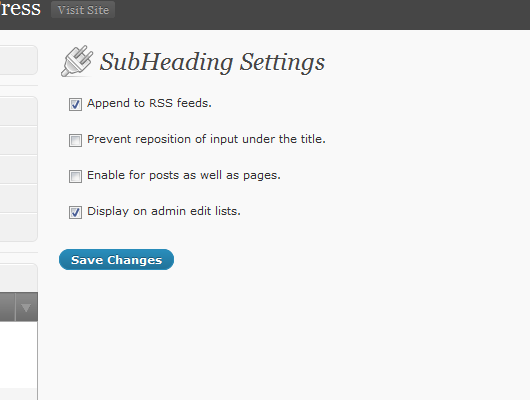 ress Visit Site
SubHeading Settings
Append to RSS feeds.
Prevent reposition of input under the title.
Enable for posts as well as pages.
Display on admin edit lists.
Save Changes